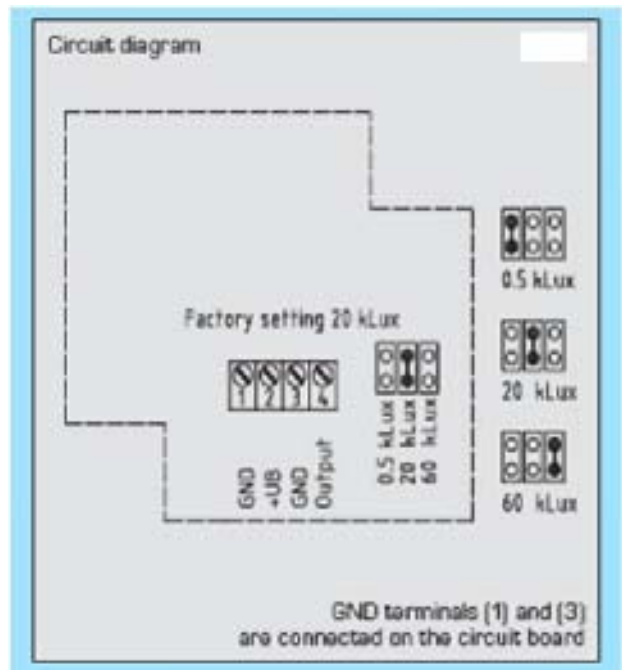 Circuit diagram
0.5 kLux
Factory setting 20 kLux
1 2 3 4
20 kLux
GND
+UB
GND
Output
0.5 kLux
20 kLux
60 kLux
60 kLux
GND terminals (1) and (3)
are connected on the circuit board